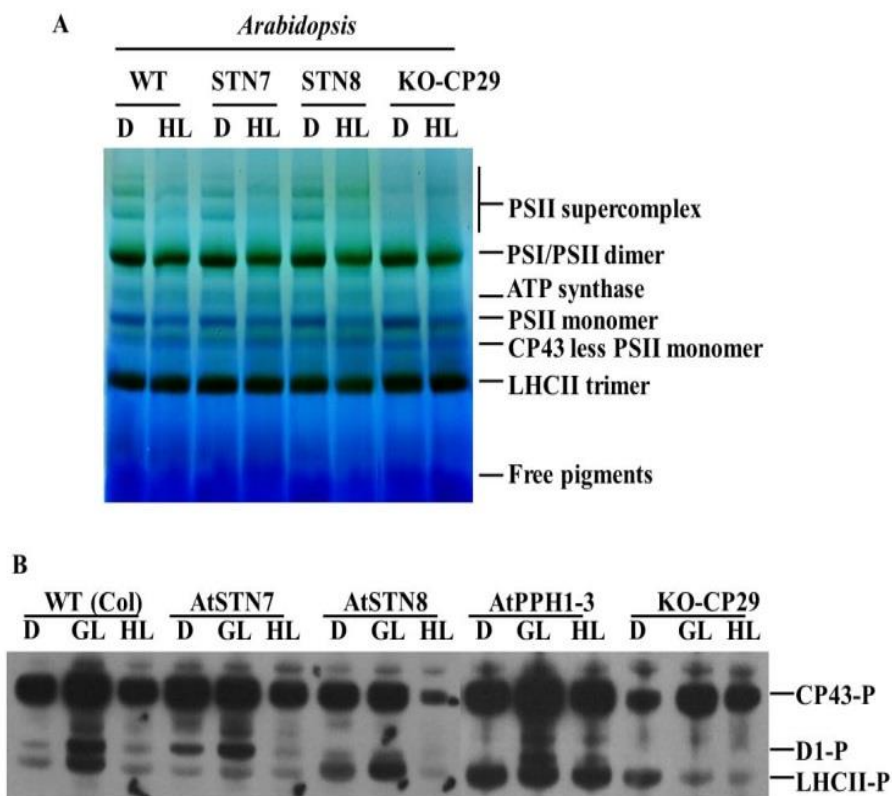 A
Arabidopsis
WT STN7 STN8 KO-CP29
D HL D HL D HL D HL
PSII supercomplex
PSI/PSII dimer
ATP synthase
PSII monomer
CP43 less PSII monomer
LHCII trimer
Free pigments
B
WT (Col) AtSTN7 AtSTN8 AtPPH1-3 KO-CP29
D GL HL D GL HL D GL HL D GL HL D GL HL
CP43-P
D1-P
LHCII-P